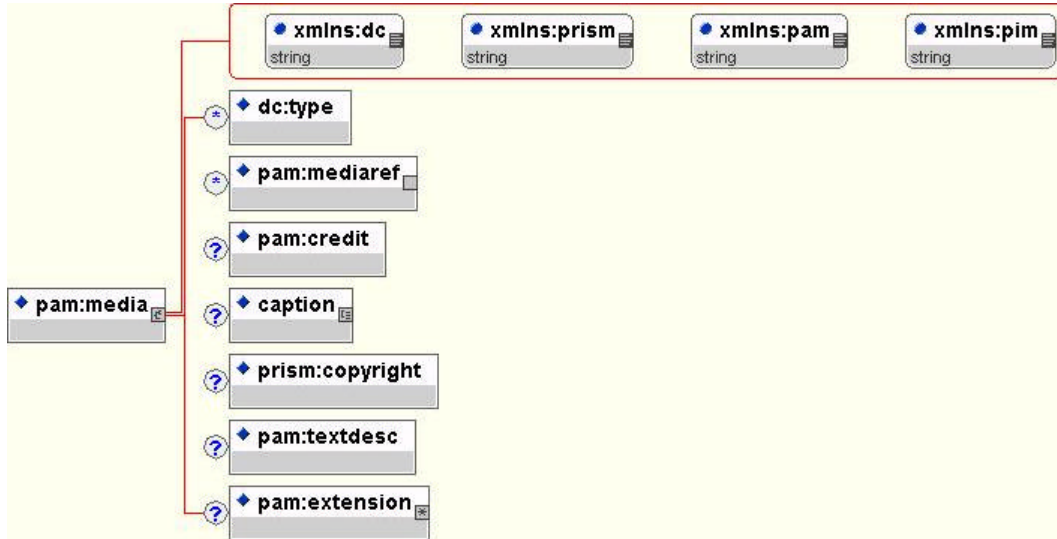 xmlns:dc
string
xmlns:prism
string
xmlns:pam
string
xmlns:pim
string
* dc:type
* pam:mediaref
? pam:credit
pam:media
? caption
? prism:copyright
? pam:textdesc
? pam:extension *